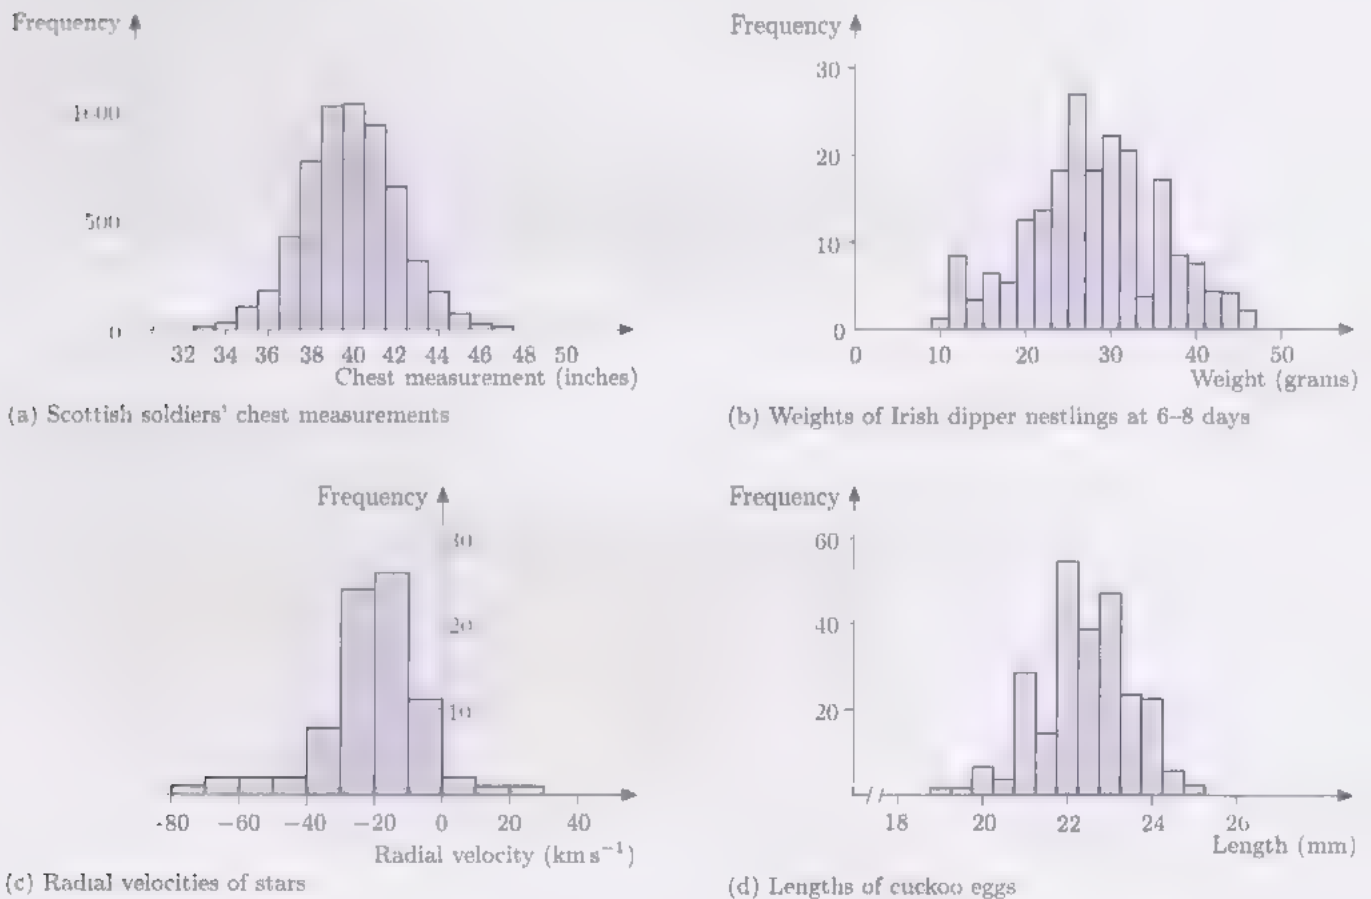 Frequency
1000
500
0
32 34 36 38 40 42 44 46 48 50
Chest measurement (inches)
(a) Scottish soldiers' chest measurements
Frequency
30
20
10
0
0 10 20 30 40 50
Weight (grams)
(b) Weights of Irish dipper nestlings at 6–8 days
Frequency
30
20
10
-80 −60 −40 −20 0 20 40
Radial velocity (km s⁻¹)
(c) Radial velocities of stars
Frequency
60
40
20
18 20 22 24 26
Length (mm)
(d) Lengths of cuckoo eggs